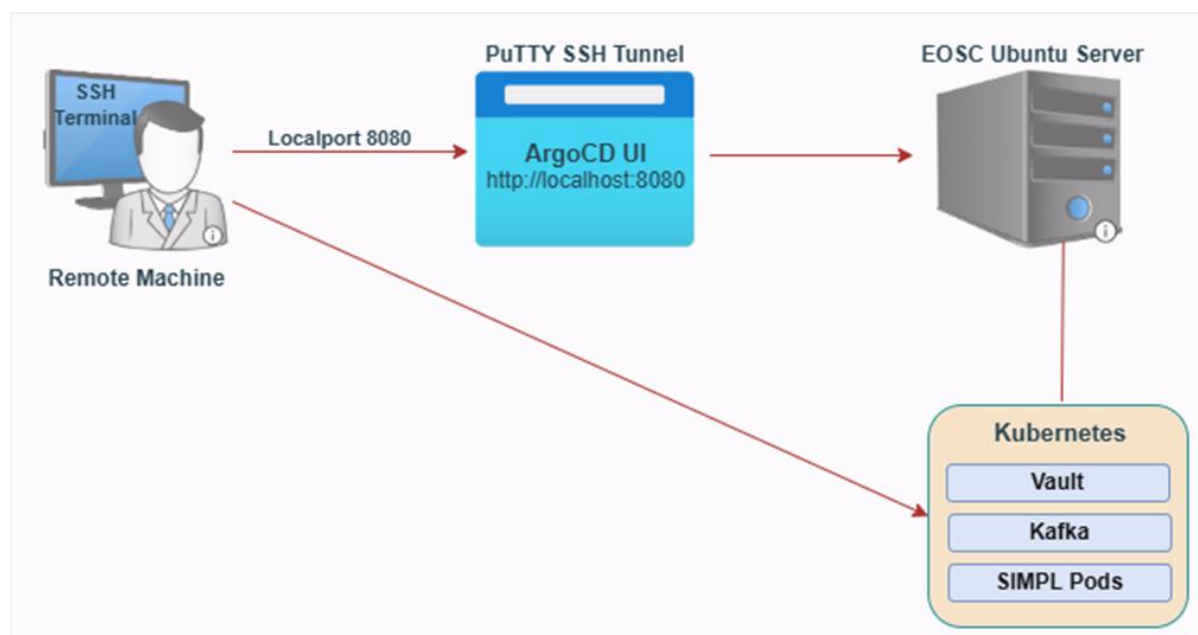 PuTTY SSH Tunnel
EOSC Ubuntu Server
SSH
Terminal
Localport 8080
ArgoCD UI
http://localhost:8080
Remote Machine
Kubernetes
Vault
Kafka
SIMPL Pods